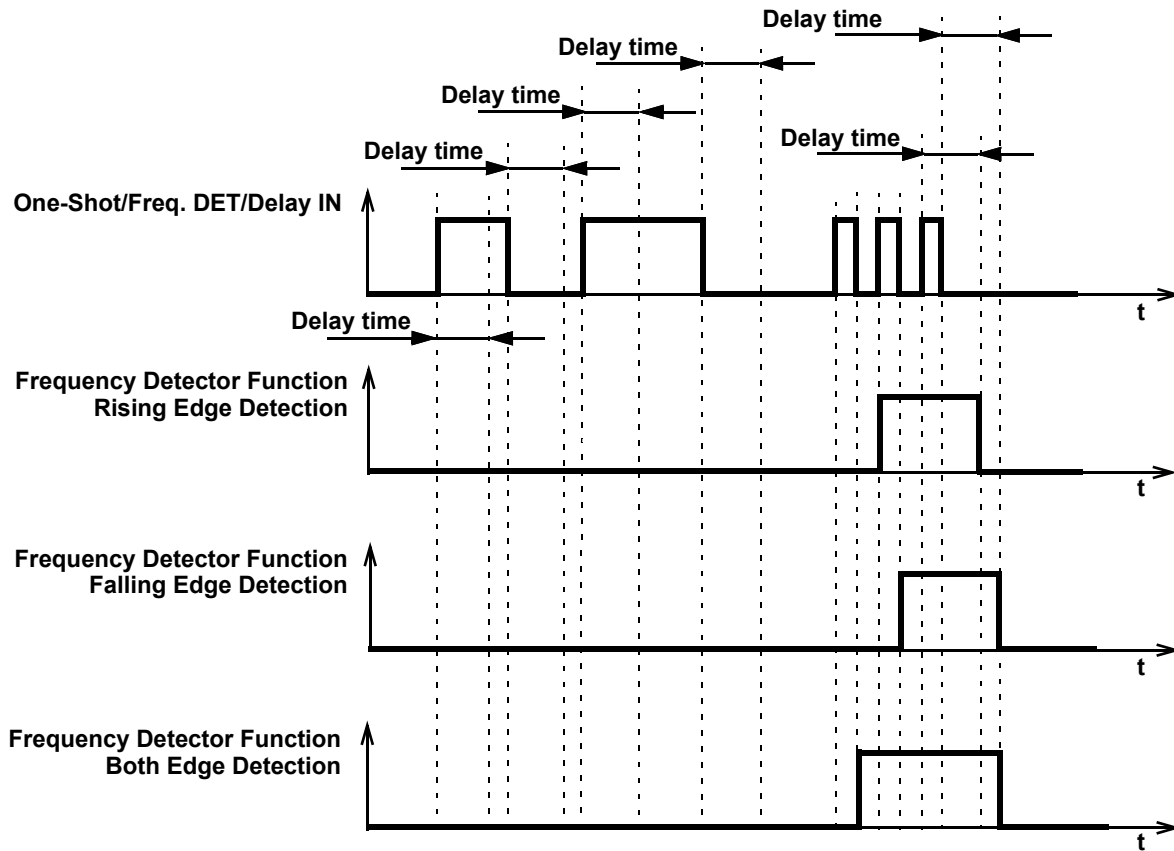 Delay time
Delay time
Delay time
Delay time
Delay time
One-Shot/Freq. DET/Delay IN
t
Delay time
Frequency Detector Function
Rising Edge Detection
t
Frequency Detector Function
Falling Edge Detection
t
Frequency Detector Function
Both Edge Detection
t